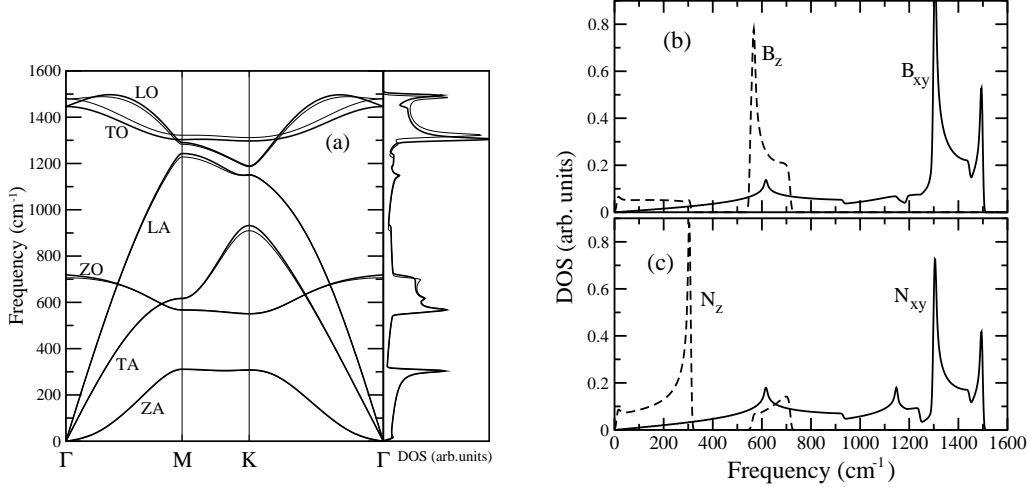 1600
1400
1200
1000
800
600
400
200
0
Frequency (cm⁻¹)
LO
TO
(a)
LA
ZO
TA
ZA
Γ M K Γ DOS (arb.units)
0.8
0.6
0.4
0.2
0
(b)
B_z
B_xy
DOS (arb. units)
0.8
0.6
0.4
0.2
0
(c)
N_z
N_xy
0 200 400 600 800 1000 1200 1400 1600
Frequency (cm⁻¹)